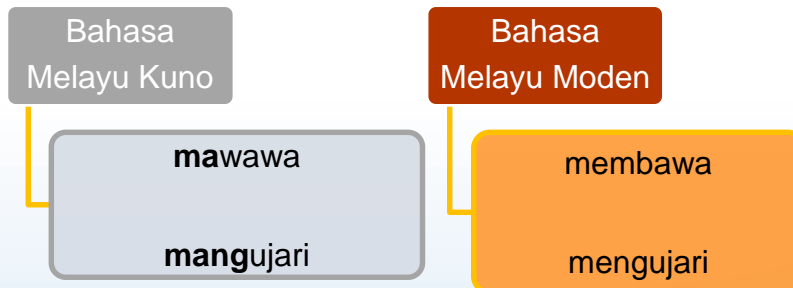 Bahasa
Melayu Kuno
mawawa
mangujari
Bahasa
Melayu Moden
membawa
mengujari